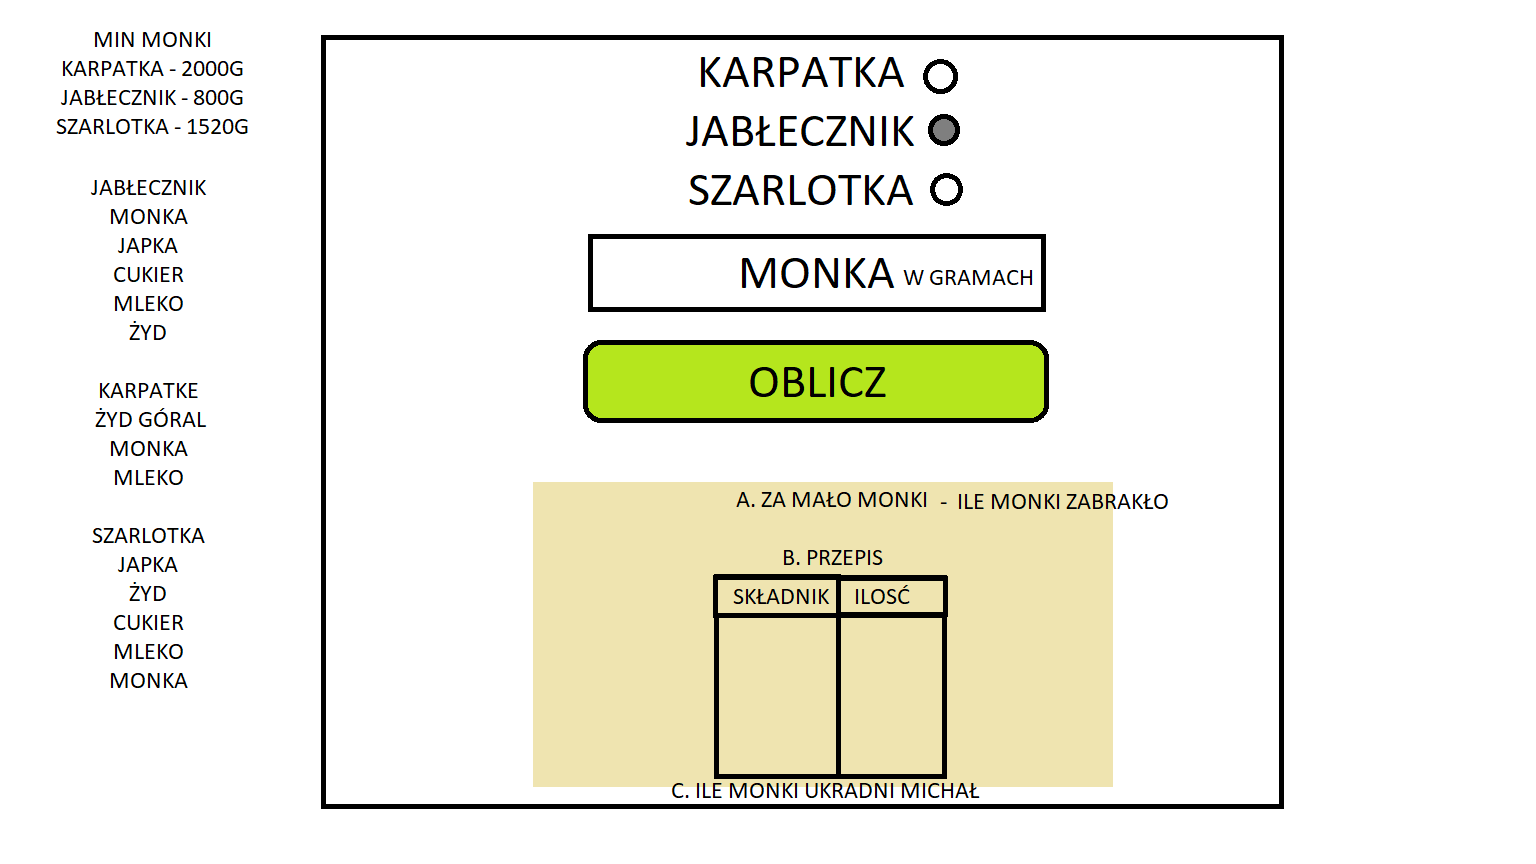 MIN MONKI
KARPATKA - 2000G
JABŁECZNIK - 800G
SZARLOTKA - 1520G
JABŁECZNIK
MONKA
JAPKA
CUKIER
MLEKO
ŻYD
KARPATKE
ŻYD GÓRAL
MONKA
MLEKO
SZARLOTKA
JAPKA
ŻYD
CUKIER
MLEKO
MONKA
KARPATKA
JABŁECZNIK
SZARLOTKA
MONKA W GRAMACH
OBLICZ
A. ZA MAŁO MONKI - ILE MONKI ZABRAKŁO
B. PRZEPIS
SKŁADNIK ILOSĆ
C. ILE MONKI UKRADNI MICHAŁ